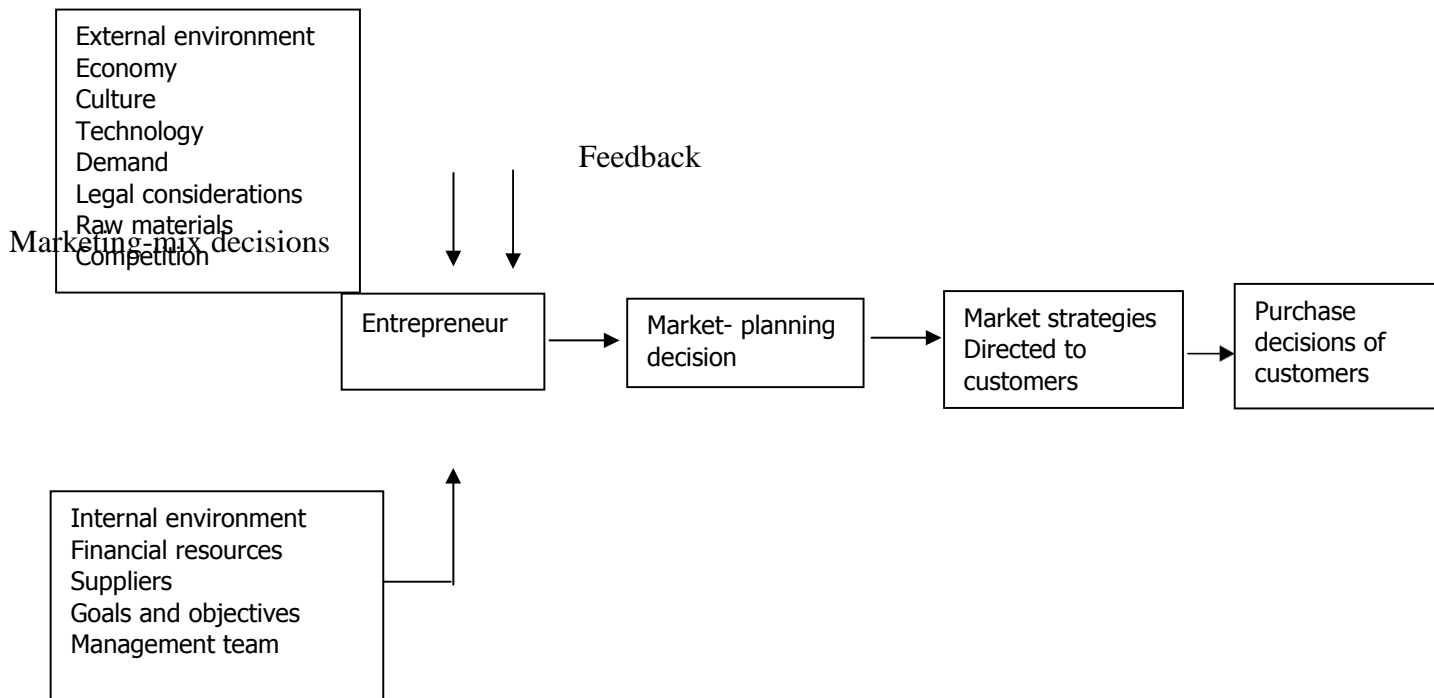 External environment
Economy
Culture
Technology
Demand
Legal considerations
Raw materials
Competition
Feedback
Marketing-mix decisions
Entrepreneur
Market- planning
decision
Market strategies
Directed to
customers
Purchase
decisions of
customers
Internal environment
Financial resources
Suppliers
Goals and objectives
Management team